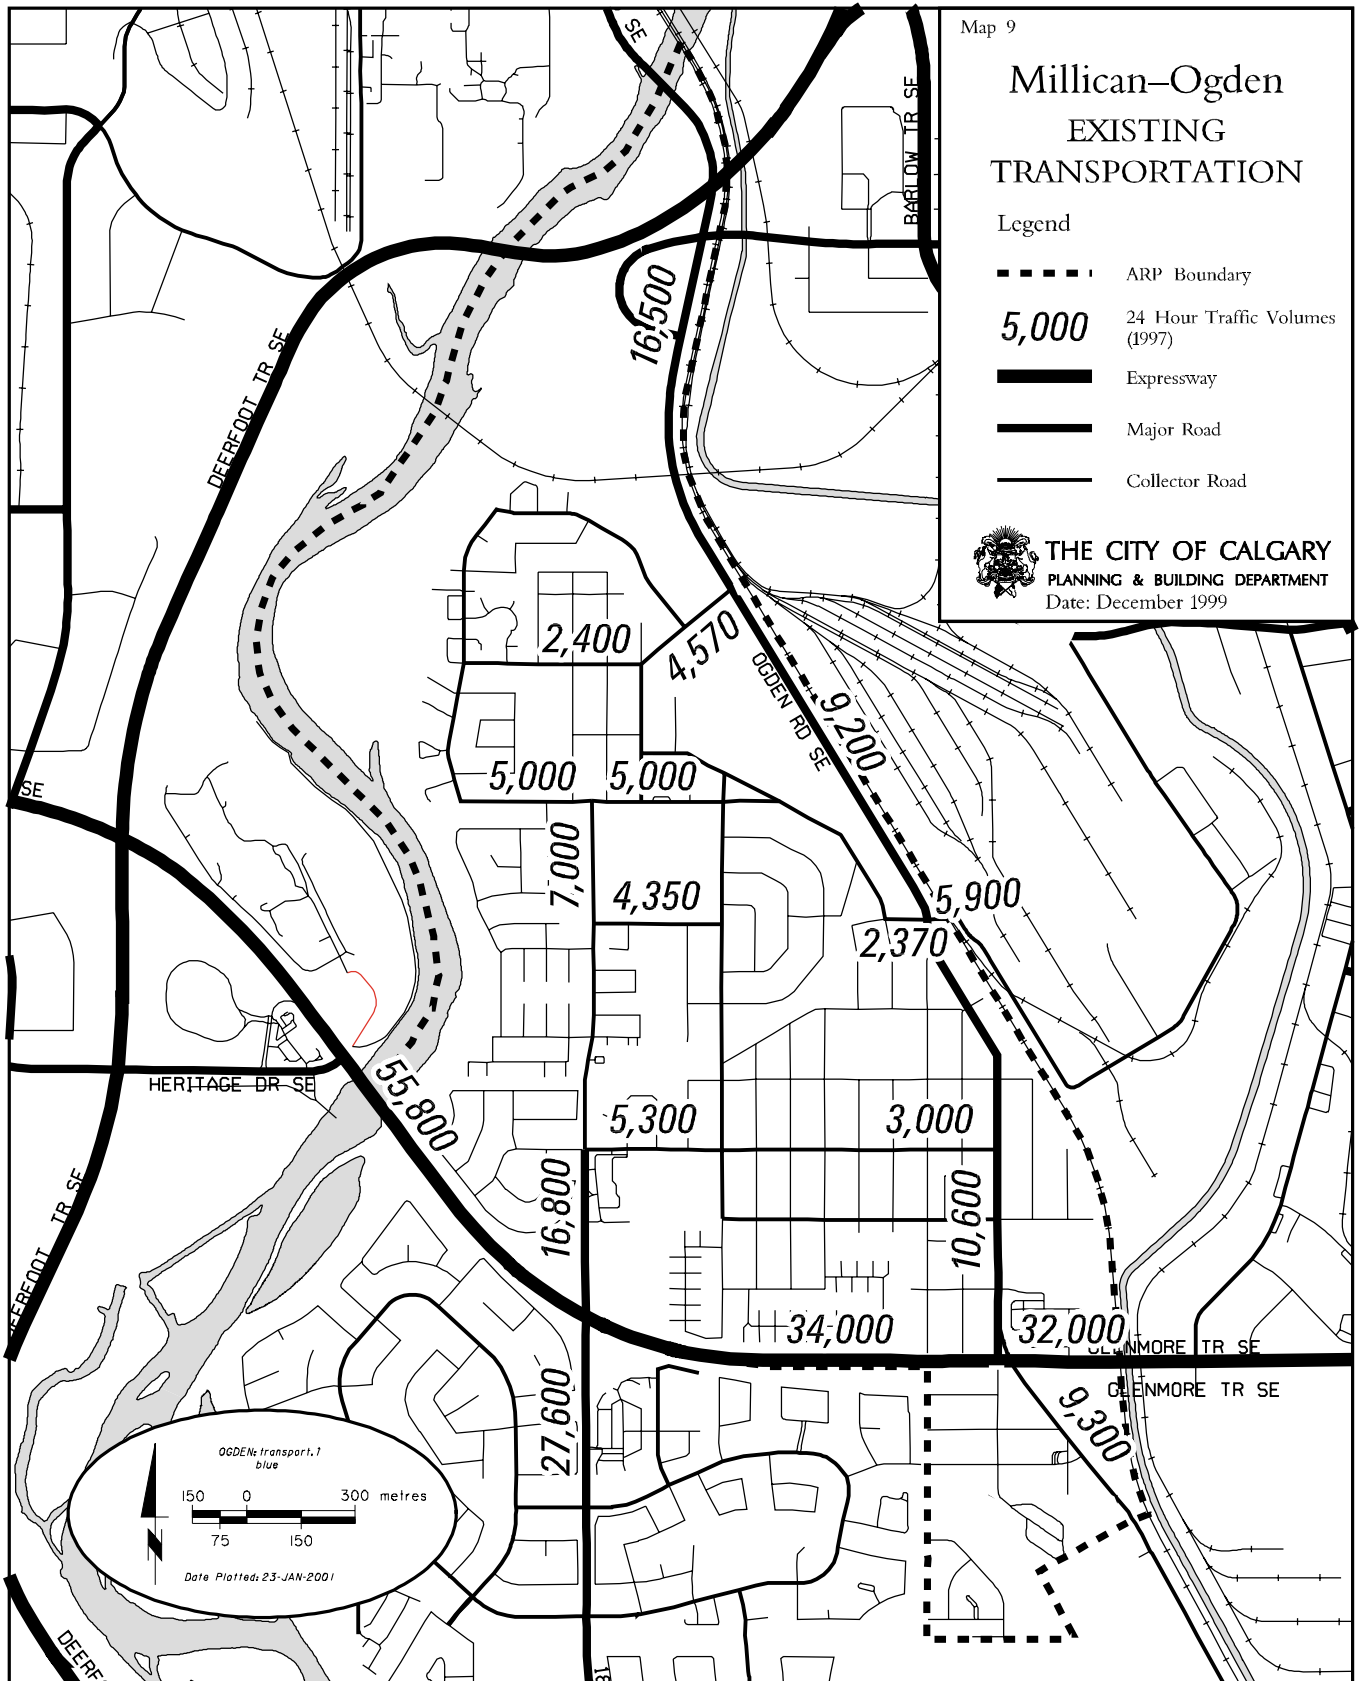 Map 9
Millican–Ogden
EXISTING
TRANSPORTATION
Legend
ARP Boundary
5,000
24 Hour Traffic Volumes
(1997)
Expressway
Major Road
Collector Road
THE CITY OF CALGARY
PLANNING & BUILDING DEPARTMENT
Date: December 1999
SE
BARLOW TR SE
16,500
DEERFOOT TR SE
2,400
4,570
OGDEN RD SE
9,200
SE
5,000
5,000
7,000
4,350
5,900
2,370
HERITAGE DR SE
55,800
5,300
3,000
16,800
10,600
DEERFOOT TR SE
34,000
32,000
GLENMORE TR SE
GLENMORE TR SE
27,600
9,300
OGDEN: transport.1
blue
150 0 300 metres
75 150
Date Plotted: 23-JAN-2001
DEERF
18